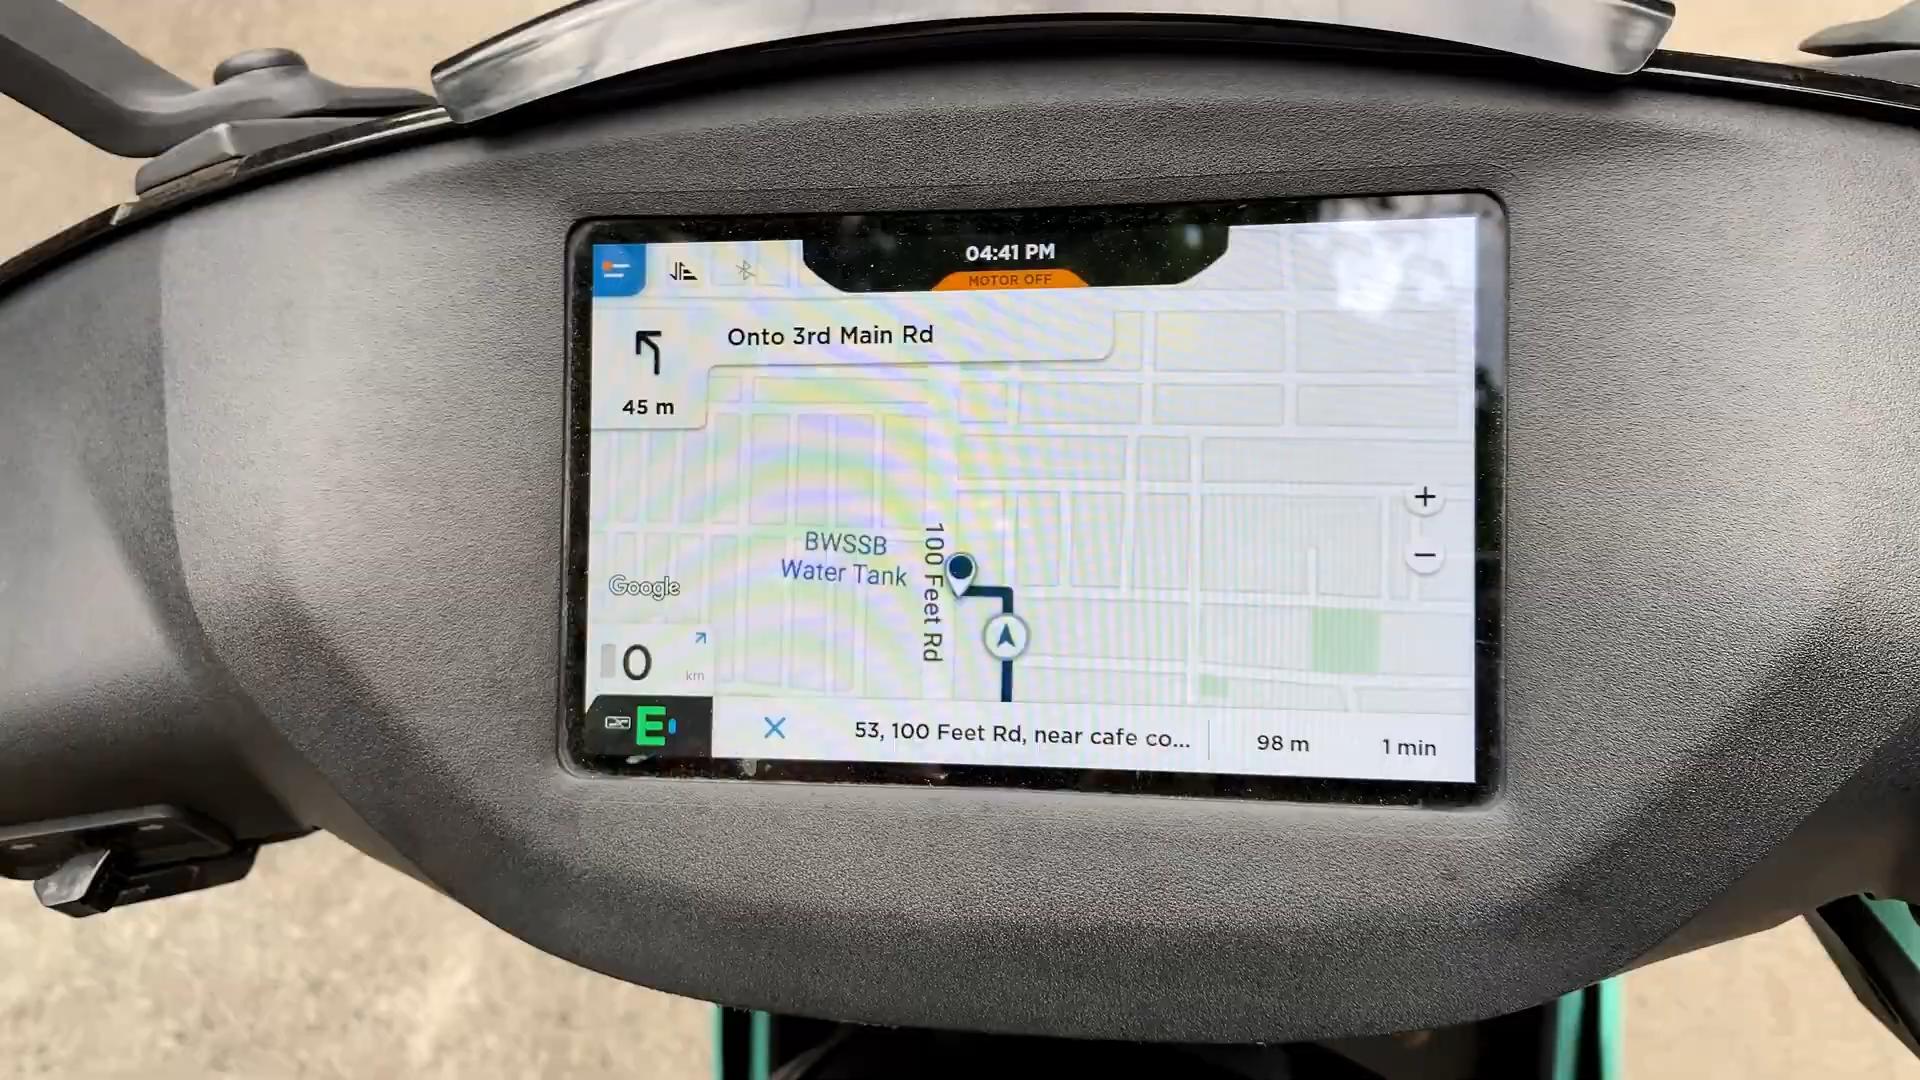 04:41 PM
MOTOR OFF
Onto 3rd Main Rd
45 m
BWSSB
Water Tank
100 Feet Rd
Google
+
−
0
km
E
53, 100 Feet Rd, near cafe co...
98 m
1 min